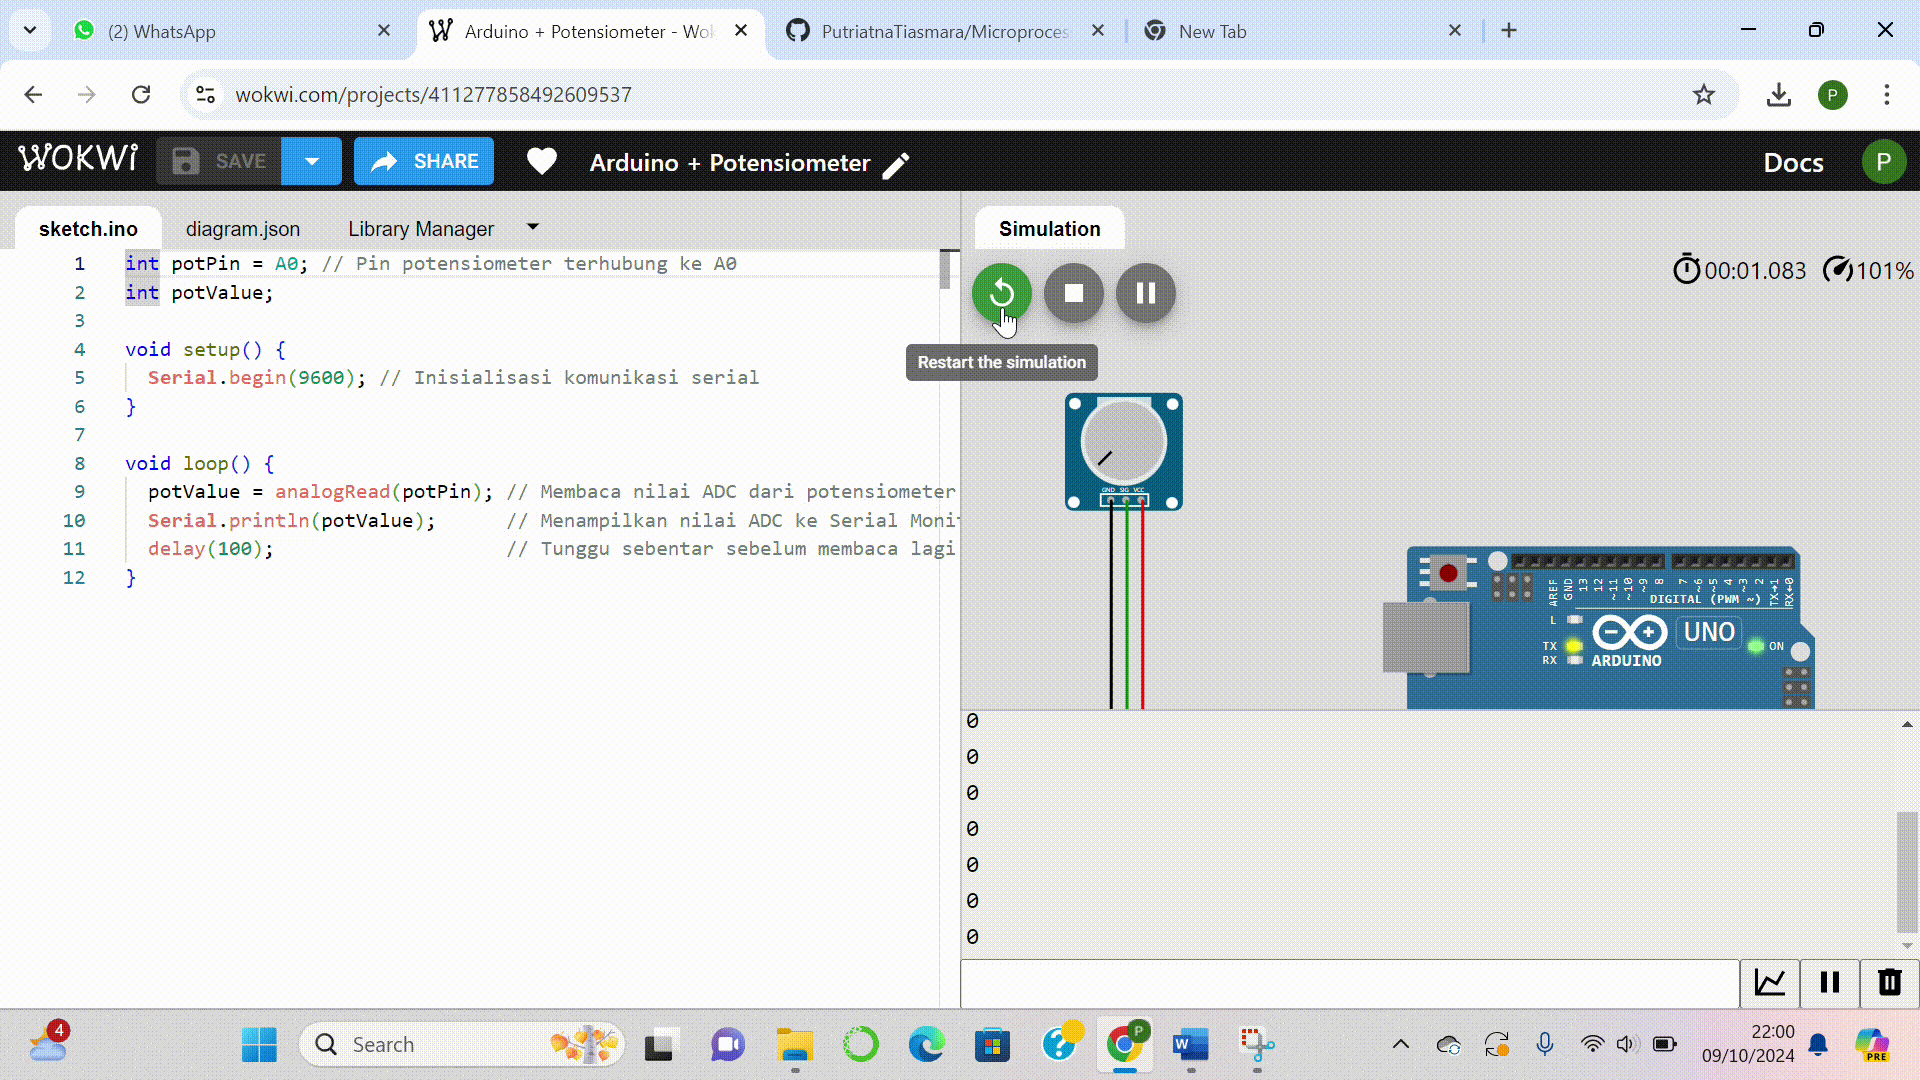 (2) WhatsApp
Arduino + Potensiometer - Wok
PutriatnaTiasmara/Microproces
New Tab
wokwi.com/projects/411277858492609537
P
WOKWi
SAVE
SHARE
Arduino + Potensiometer
Docs
P
sketch.ino
diagram.json
Library Manager
Simulation
1 int potPin = A0; // Pin potensiometer terhubung ke A0
2 int potValue;
3
4 void setup() {
5 Serial.begin(9600); // Inisialisasi komunikasi serial
6 }
7
8 void loop() {
9 potValue = analogRead(potPin); // Membaca nilai ADC dari potensiometer
10 Serial.println(potValue); // Menampilkan nilai ADC ke Serial Monit
11 delay(100); // Tunggu sebentar sebelum membaca lagi
12 }
00:01.083
101%
Restart the simulation
GND SIG VCC
AREF GND 13 12 ~11 ~10 ~9 8 7 ~6 ~5 4 ~3 2 TX→1 RX←0
DIGITAL (PWM ~)
L
TX
RX
UNO
ARDUINO
ON
0
0
0
0
0
0
0
4
Search
P
W
22:00
09/10/2024
PRE